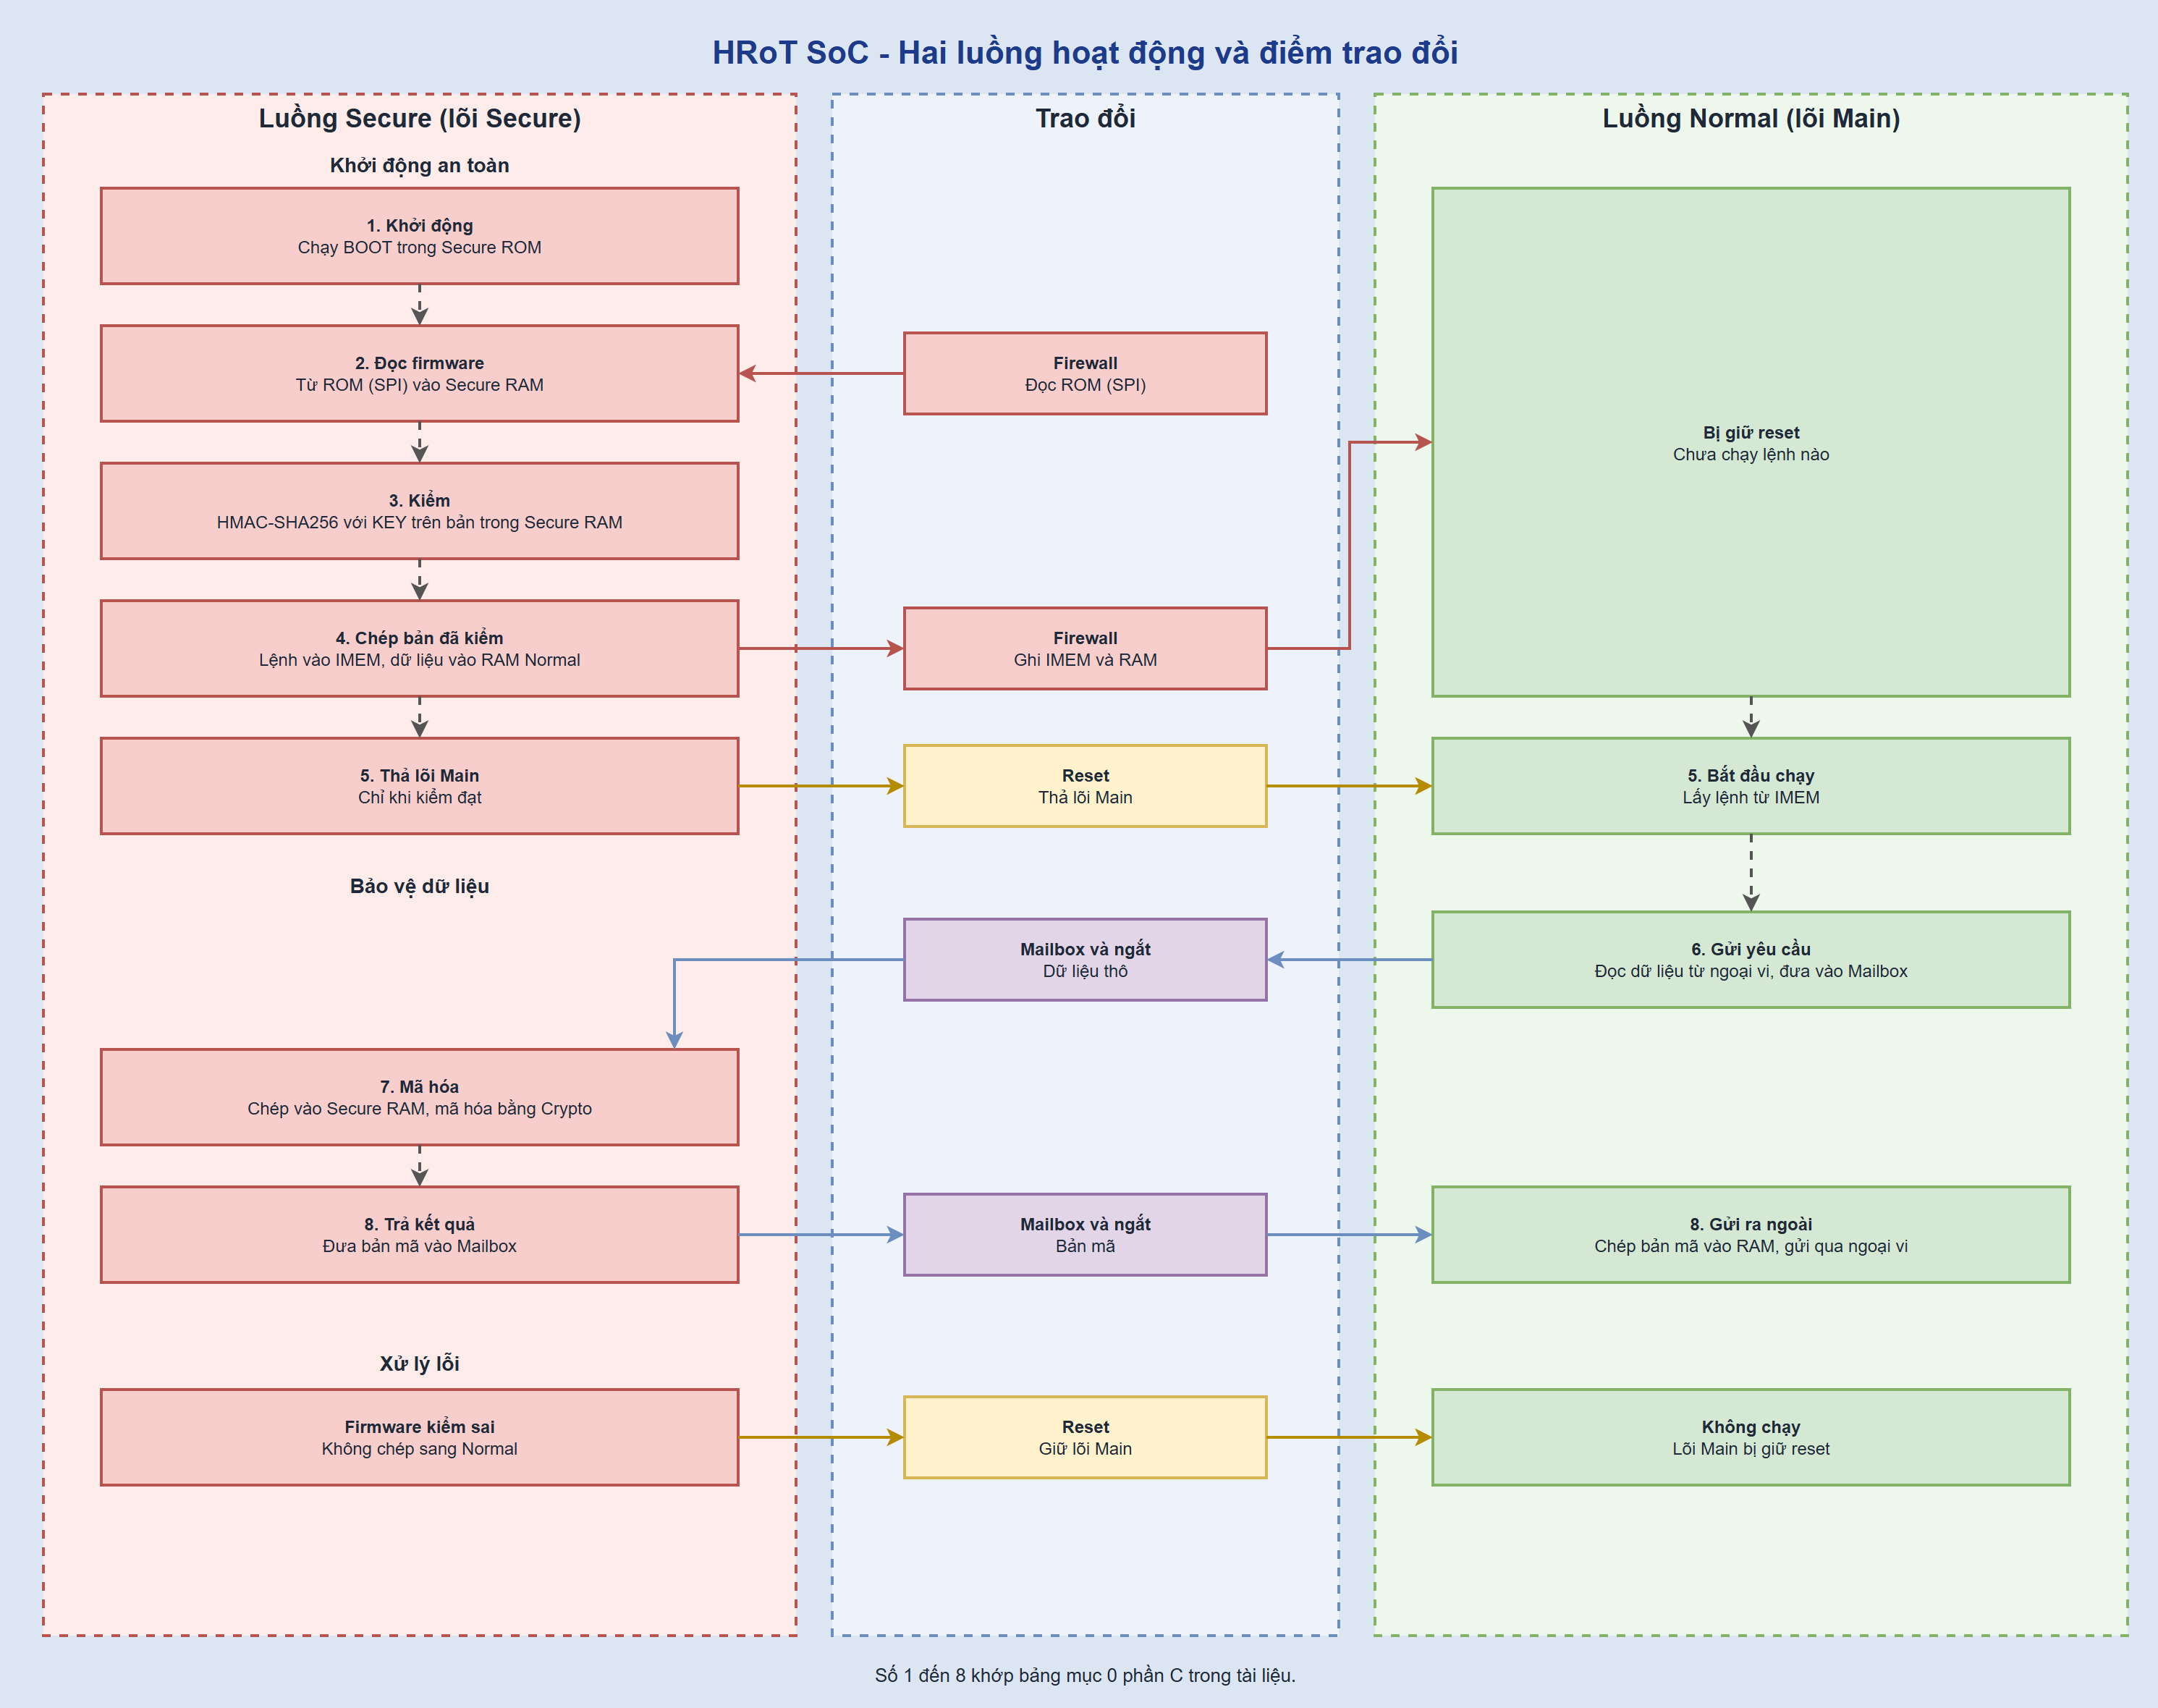 HRoT SoC - Hai luồng hoạt động và điểm trao đổi
Luồng Secure (lõi Secure)
Trao đổi
Luồng Normal (lõi Main)
Khởi động an toàn
1. Khởi động
Chạy BOOT trong Secure ROM
2. Đọc firmware
Từ ROM (SPI) vào Secure RAM
Firewall
Đọc ROM (SPI)
Bị giữ reset
Chưa chạy lệnh nào
3. Kiểm
HMAC-SHA256 với KEY trên bản trong Secure RAM
4. Chép bản đã kiểm
Lệnh vào IMEM, dữ liệu vào RAM Normal
Firewall
Ghi IMEM và RAM
5. Thả lõi Main
Chỉ khi kiểm đạt
Reset
Thả lõi Main
5. Bắt đầu chạy
Lấy lệnh từ IMEM
Bảo vệ dữ liệu
Mailbox và ngắt
Dữ liệu thô
6. Gửi yêu cầu
Đọc dữ liệu từ ngoại vi, đưa vào Mailbox
7. Mã hóa
Chép vào Secure RAM, mã hóa bằng Crypto
8. Trả kết quả
Đưa bản mã vào Mailbox
Mailbox và ngắt
Bản mã
8. Gửi ra ngoài
Chép bản mã vào RAM, gửi qua ngoại vi
Xử lý lỗi
Firmware kiểm sai
Không chép sang Normal
Reset
Giữ lõi Main
Không chạy
Lõi Main bị giữ reset
Số 1 đến 8 khớp bảng mục 0 phần C trong tài liệu.